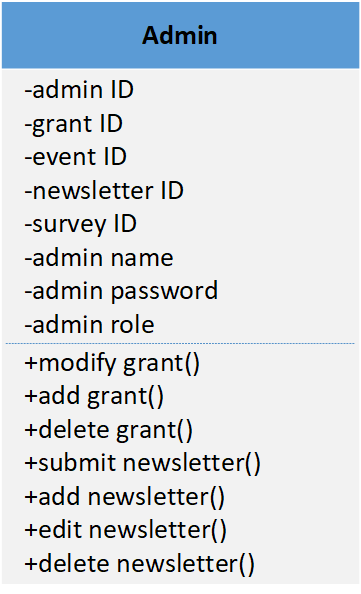 Admin
-admin ID
-grant ID
-event ID
-newsletter ID
-survey ID
-admin name
-admin password
-admin role
+modify grant()
+add grant()
+delete grant()
+submit newsletter()
+add newsletter()
+edit newsletter()
+delete newsletter()